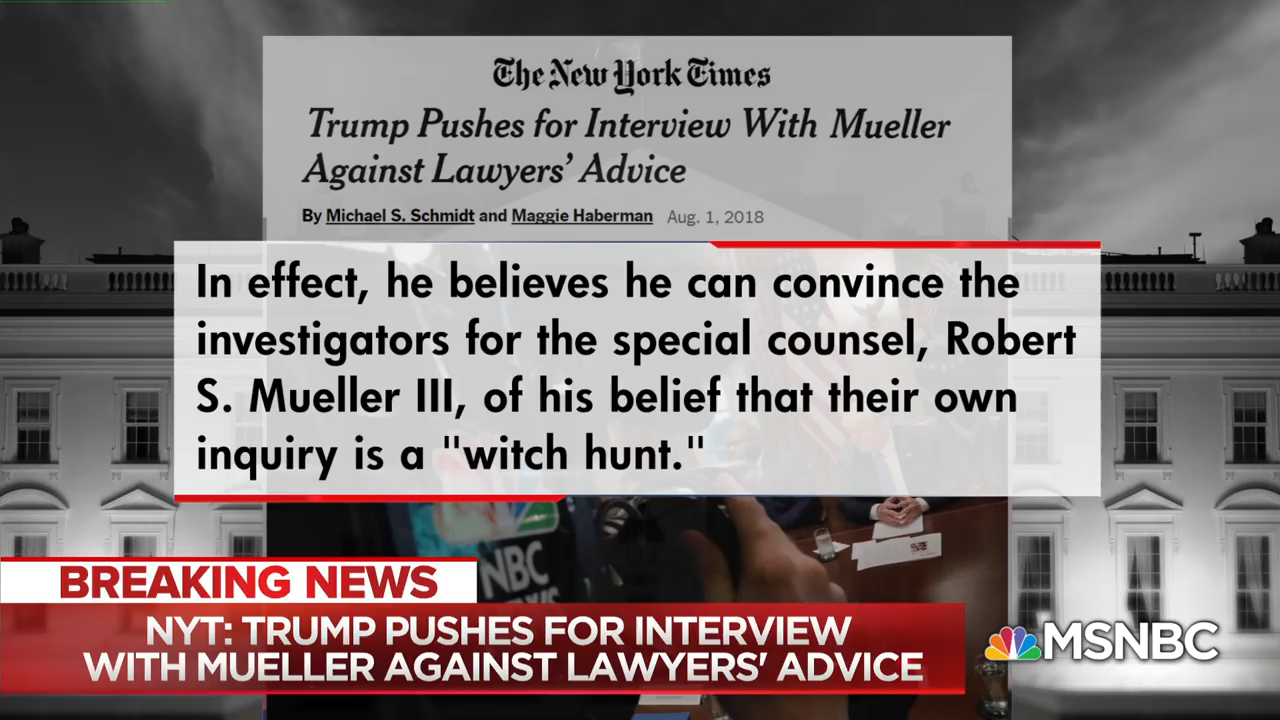 The New York Times
Trump Pushes for Interview With Mueller
Against Lawyers' Advice
By Michael S. Schmidt and Maggie Haberman Aug. 1, 2018
In effect, he believes he can convince the
investigators for the special counsel, Robert
S. Mueller III, of his belief that their own
inquiry is a "witch hunt."
NBC
BREAKING NEWS
NYT: TRUMP PUSHES FOR INTERVIEW
WITH MUELLER AGAINST LAWYERS' ADVICE
MSNBC